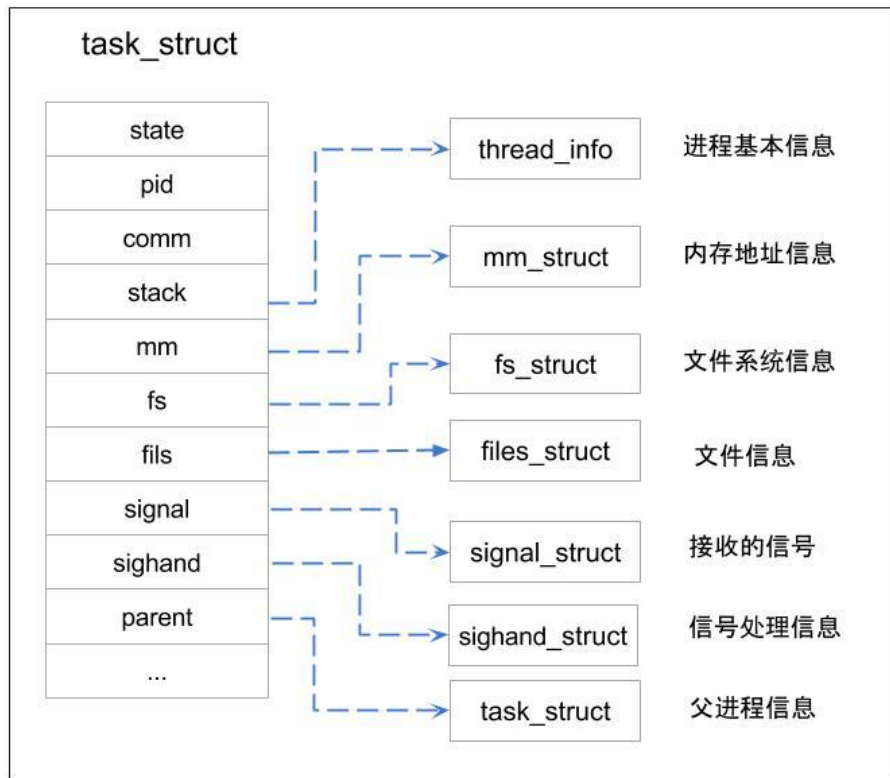 task_struct
state
pid
comm
stack
mm
fs
fils
signal
sighand
parent
...
thread_info 进程基本信息
mm_struct 内存地址信息
fs_struct 文件系统信息
files_struct 文件信息
signal_struct 接收的信号
sighand_struct 信号处理信息
task_struct 父进程信息